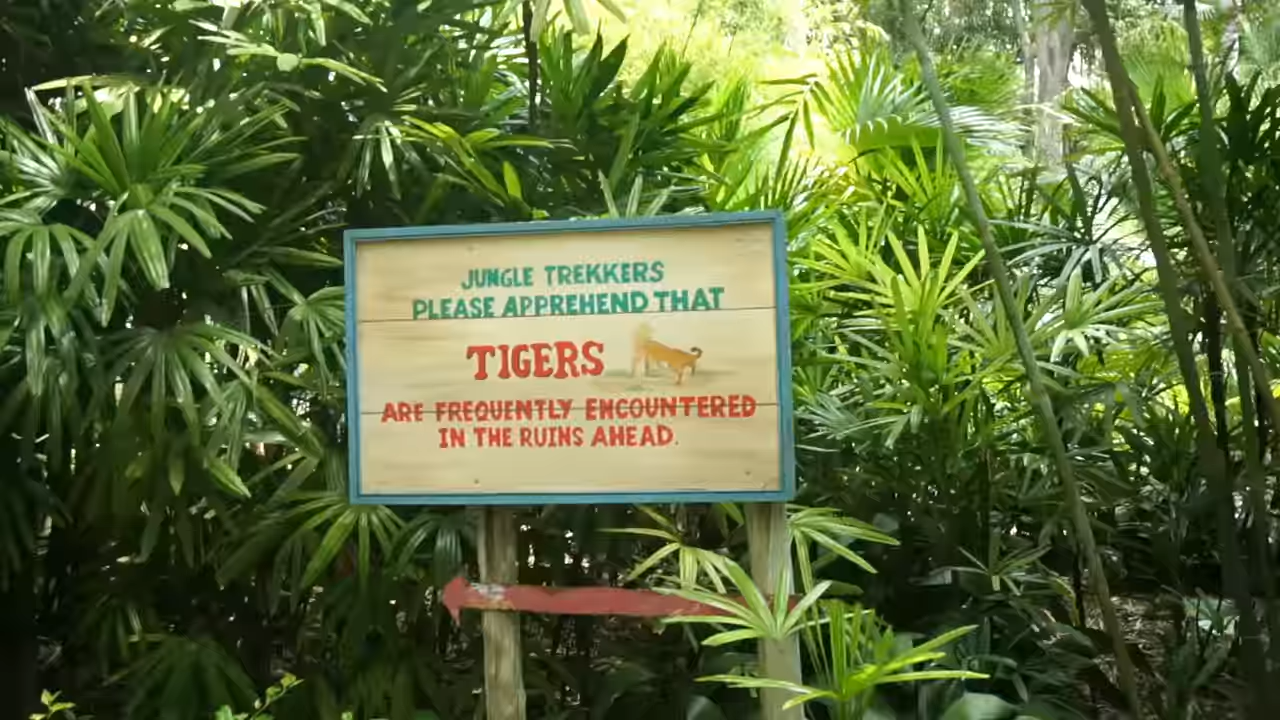 JUNGLE TREKKERS
PLEASE APPREHEND THAT
TIGERS
ARE FREQUENTLY ENCOUNTERED
IN THE RUINS AHEAD.